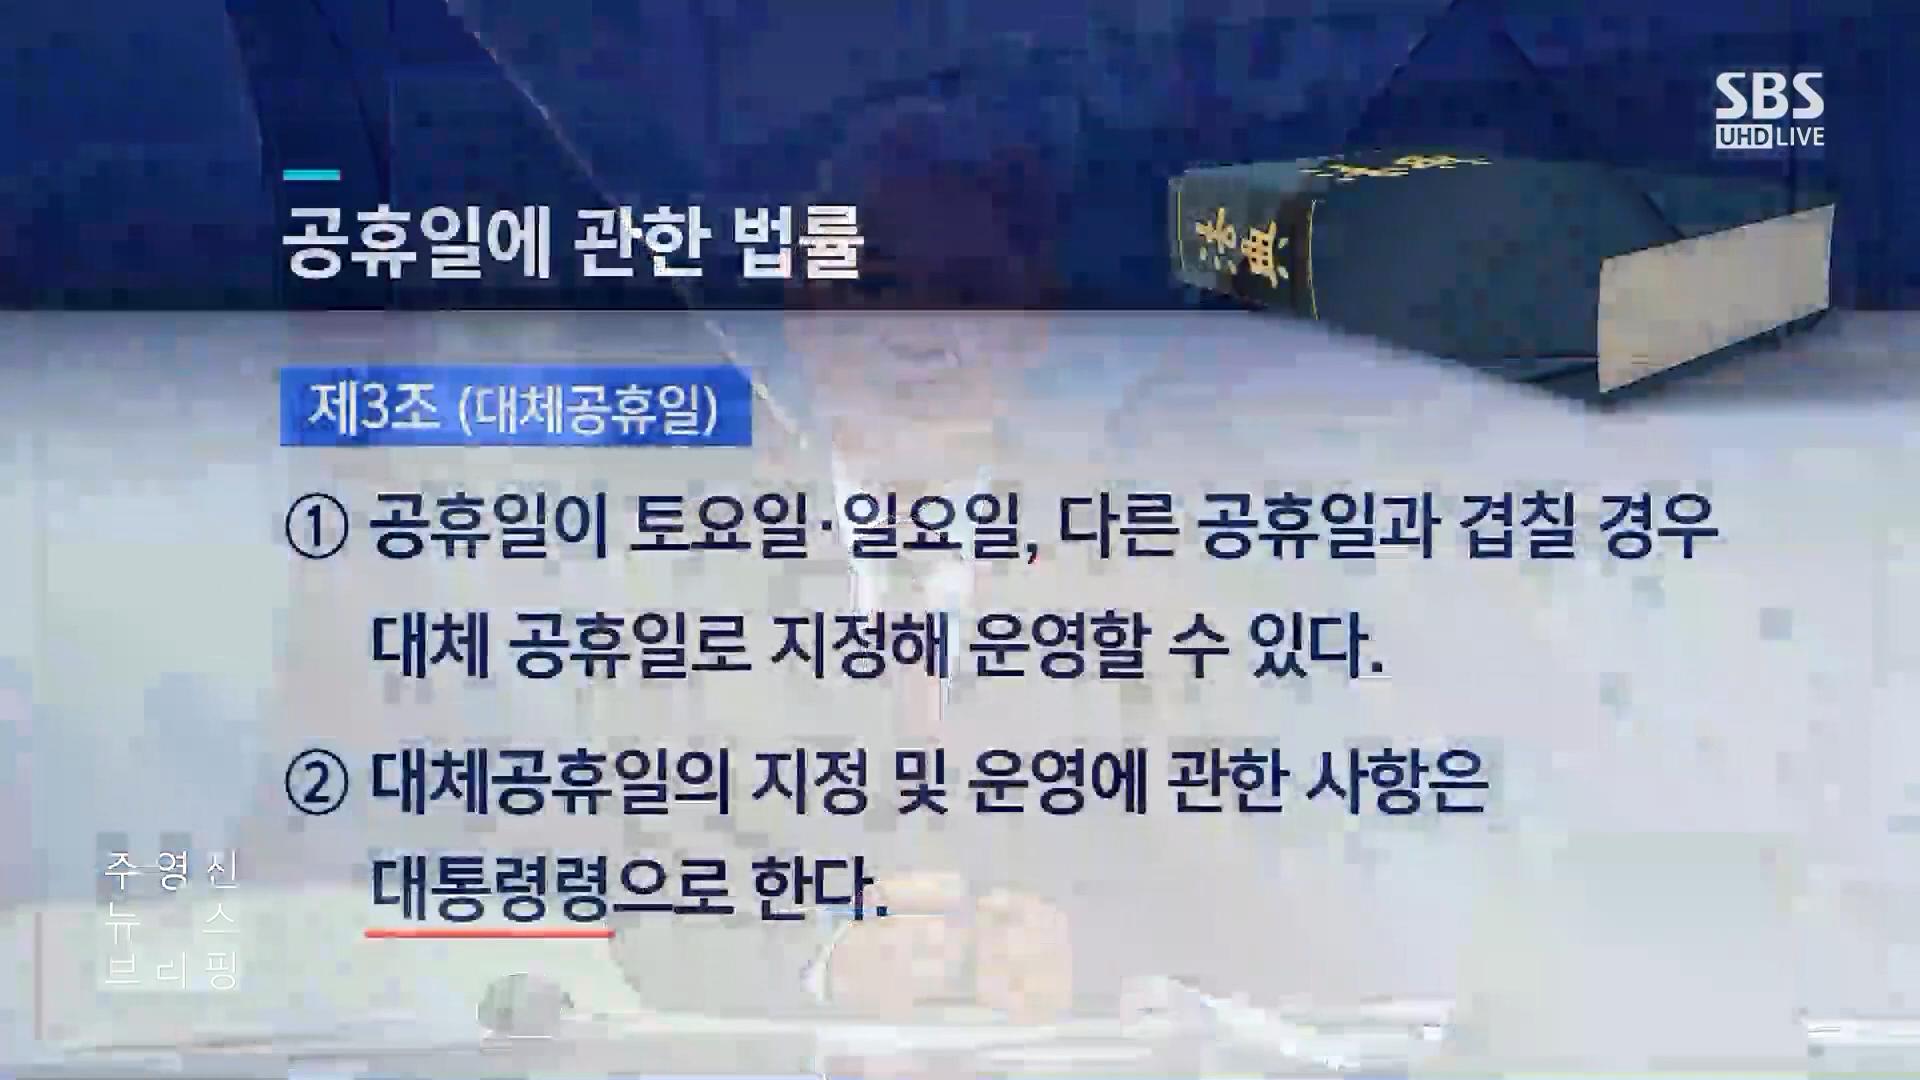 SBS
UHD LIVE
공휴일에 관한 법률
法典
제3조 (대체공휴일)
① 공휴일이 토요일·일요일, 다른 공휴일과 겹칠 경우
대체 공휴일로 지정해 운영할 수 있다.
② 대체공휴일의 지정 및 운영에 관한 사항은
대통령령으로 한다.
주영신
뉴스
브리핑